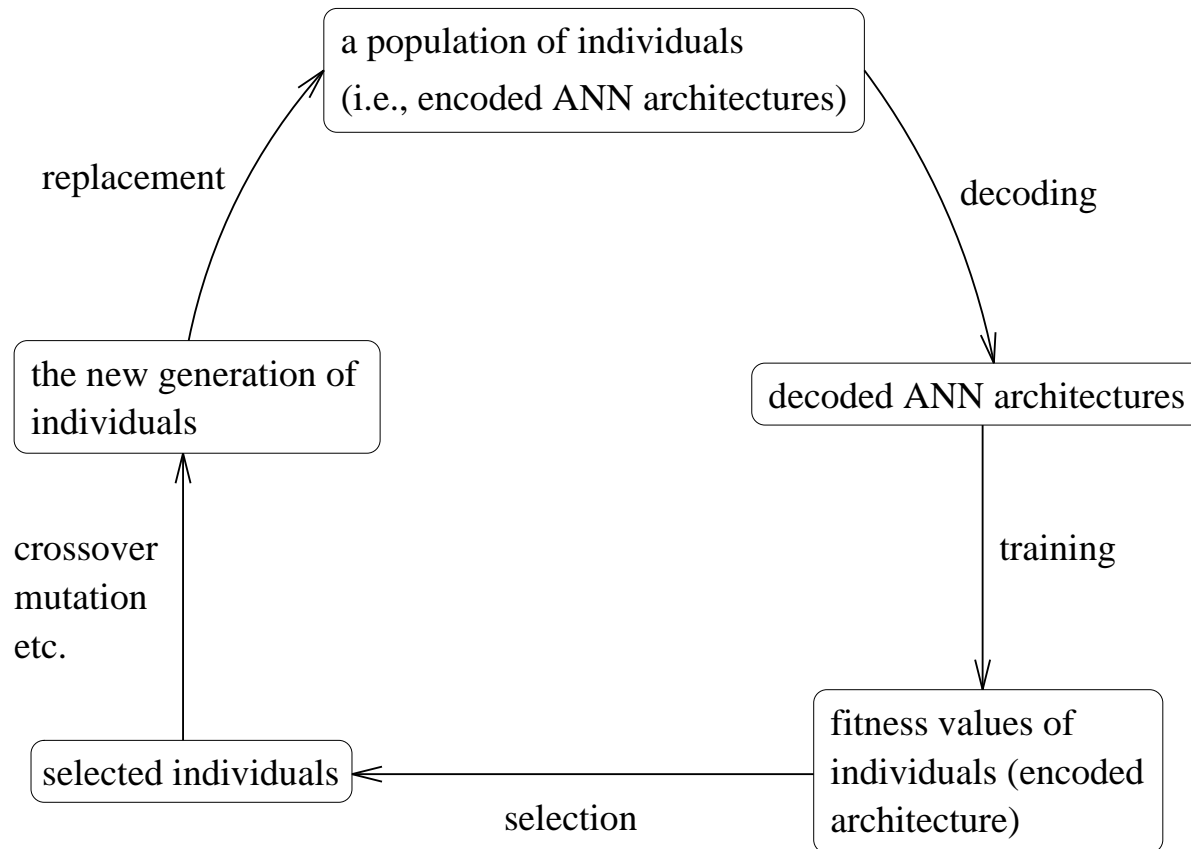 a population of individuals
(i.e., encoded ANN architectures)
replacement
decoding
the new generation of
individuals
decoded ANN architectures
crossover
mutation
etc.
training
fitness values of
individuals (encoded
architecture)
selected individuals
selection